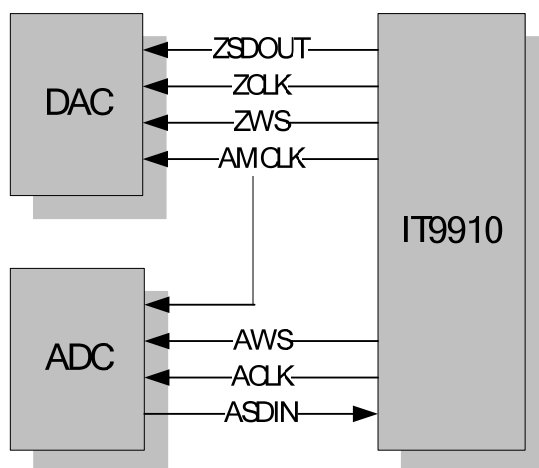 ZSDOUT
ZCLK
DAC
ZWS
AMCLK
IT9910
AWS
ADC
ACLK
ASDIN